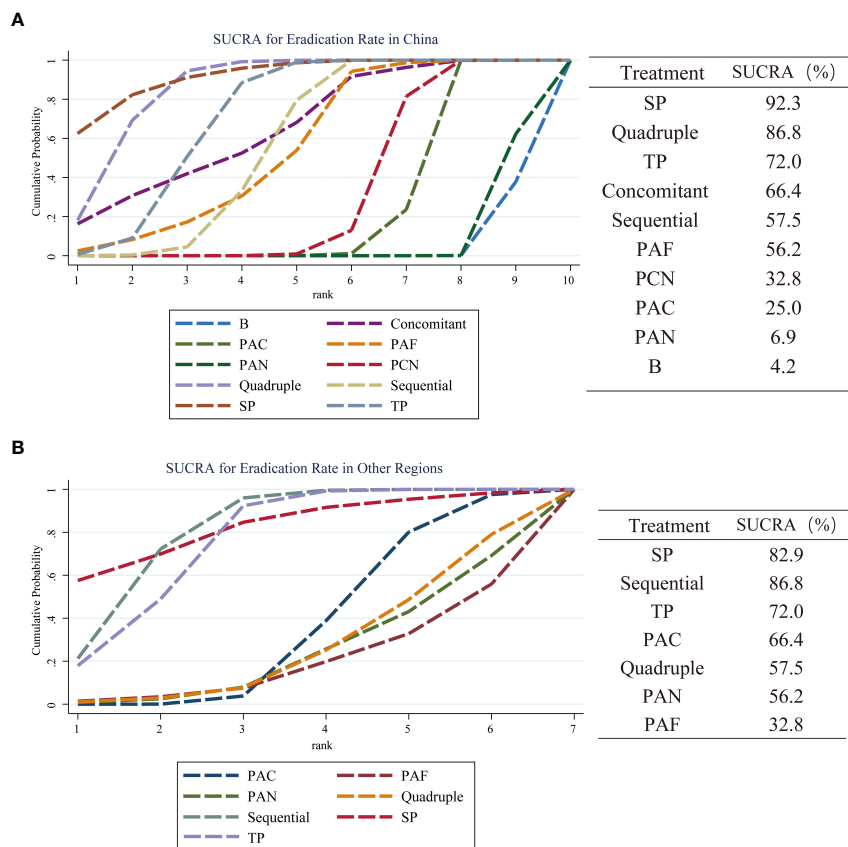 A
SUCRA for Eradication Rate in China
Cumulative Probability
1
.8
.6
.4
.2
0
1 2 3 4 5 6 7 8 9 10
rank
B Concomitant
PAC PAF
PAN PCN
Quadruple Sequential
SP TP
Treatment SUCRA (%)
SP 92.3
Quadruple 86.8
TP 72.0
Concomitant 66.4
Sequential 57.5
PAF 56.2
PCN 32.8
PAC 25.0
PAN 6.9
B 4.2
B
SUCRA for Eradication Rate in Other Regions
Cumulative Probability
1
.8
.6
.4
.2
0
1 2 3 4 5 6 7
rank
PAC PAF
PAN Quadruple
Sequential SP
TP
Treatment SUCRA (%)
SP 82.9
Sequential 86.8
TP 72.0
PAC 66.4
Quadruple 57.5
PAN 56.2
PAF 32.8